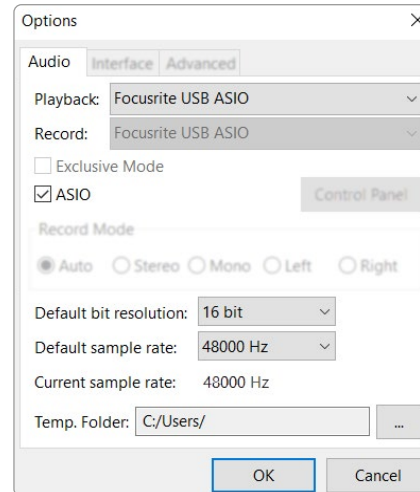 Options
Audio Interface Advanced
Playback: Focusrite USB ASIO
Record: Focusrite USB ASIO
Exclusive Mode
ASIO Control Panel
Record Mode
Auto Stereo Mono Left Right
Default bit resolution: 16 bit
Default sample rate: 48000 Hz
Current sample rate: 48000 Hz
Temp. Folder: C:/Users/ ...
OK Cancel